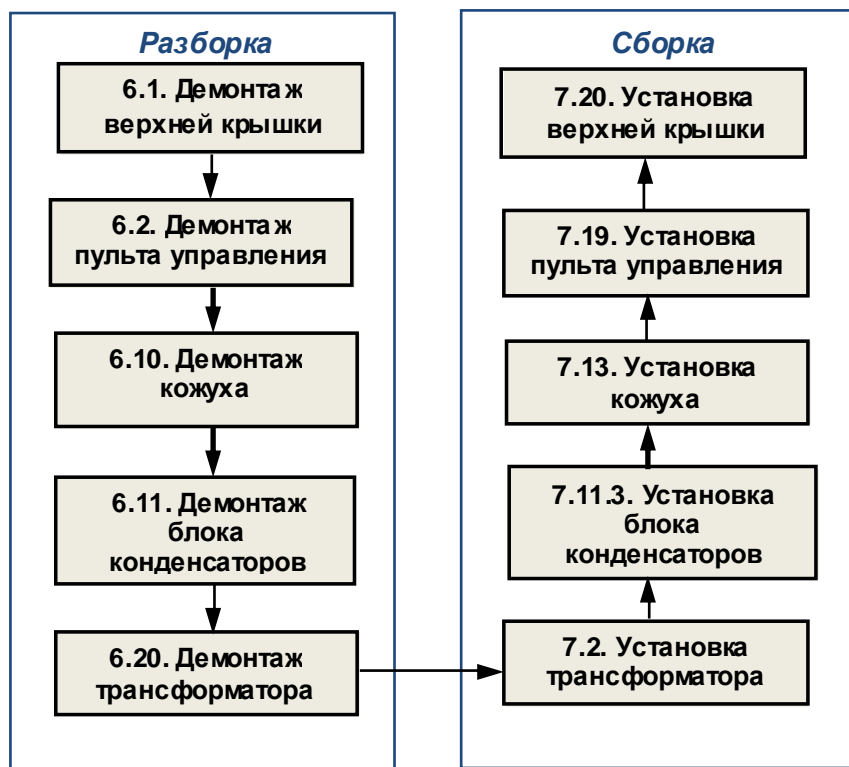 Разборка
6.1. Демонтаж
верхней крышки
6.2. Демонтаж
пульта управления
6.10. Демонтаж
кожуха
6.11. Демонтаж
блока
конденсаторов
6.20. Демонтаж
трансформатора
Сборка
7.20. Установка
верхней крышки
7.19. Установка
пульта управления
7.13. Установка
кожуха
7.11.3. Установка
блока
конденсаторов
7.2. Установка
трансформатора